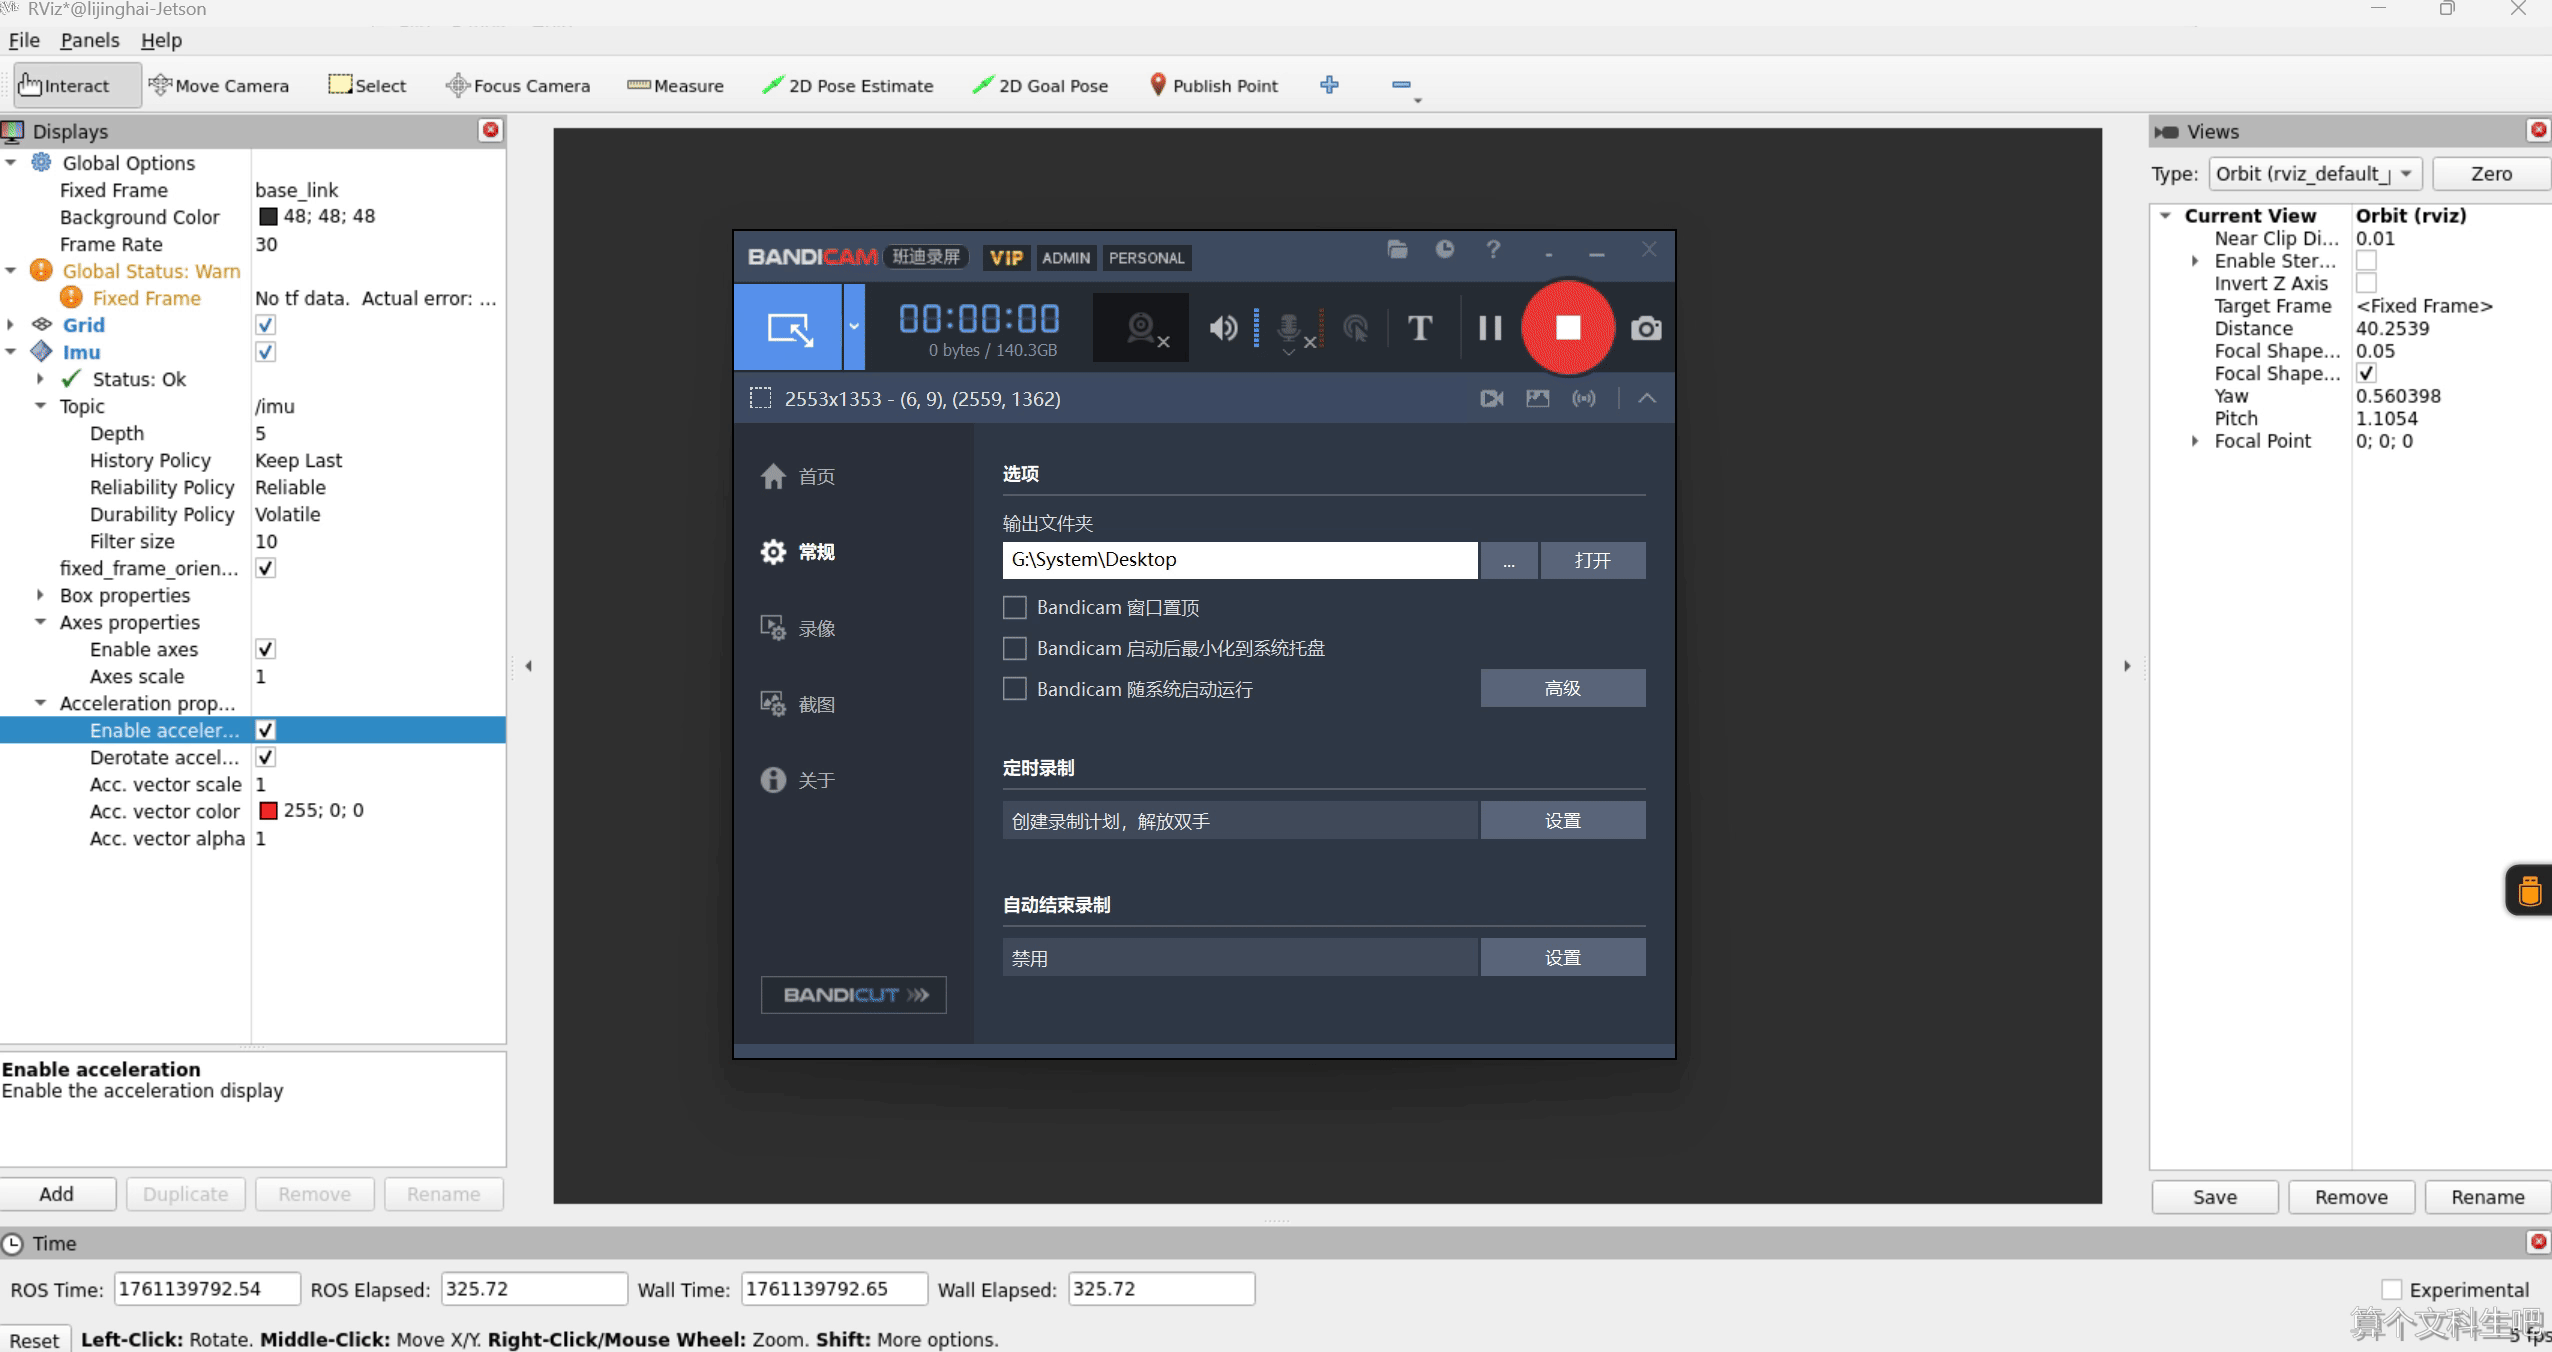 RViz*@lijinghai-Jetson
File Panels Help
Interact Move Camera Select Focus Camera Measure 2D Pose Estimate 2D Goal Pose Publish Point
Displays
Global Options
Fixed Frame base_link
Background Color 48; 48; 48
Frame Rate 30
Global Status: Warn
Fixed Frame No tf data.  Actual error: ...
Grid
Imu
Status: Ok
Topic /imu
Depth 5
History Policy Keep Last
Reliability Policy Reliable
Durability Policy Volatile
Filter size 10
fixed_frame_orien...
Box properties
Axes properties
Enable axes
Axes scale 1
Acceleration prop...
Enable acceler...
Derotate accel...
Acc. vector scale 1
Acc. vector color 255; 0; 0
Acc. vector alpha 1
Enable acceleration
Enable the acceleration display
Add Duplicate Remove Rename
BANDICAM 班迪录屏 VIP ADMIN PERSONAL ?
00:00:00
0 bytes / 140.3GB
T
2553x1353 - (6, 9), (2559, 1362)
首页
常规
录像
截图
关于
BANDICUT
选项
输出文件夹
G:\System\Desktop ... 打开
Bandicam 窗口置顶
Bandicam 启动后最小化到系统托盘
Bandicam 随系统启动运行 高级
定时录制
创建录制计划，解放双手 设置
自动结束录制
禁用 设置
Views
Type: Orbit (rviz_default_ Zero
Current View Orbit (rviz)
Near Clip Di... 0.01
Enable Ster...
Invert Z Axis
Target Frame <Fixed Frame>
Distance 40.2539
Focal Shape... 0.05
Focal Shape...
Yaw 0.560398
Pitch 1.1054
Focal Point 0; 0; 0
Save Remove Rename
Time
ROS Time: 1761139792.54 ROS Elapsed: 325.72 Wall Time: 1761139792.65 Wall Elapsed: 325.72 Experimental
Reset Left-Click: Rotate. Middle-Click: Move X/Y. Right-Click/Mouse Wheel: Zoom. Shift: More options. 5 fps
算个文科生吧